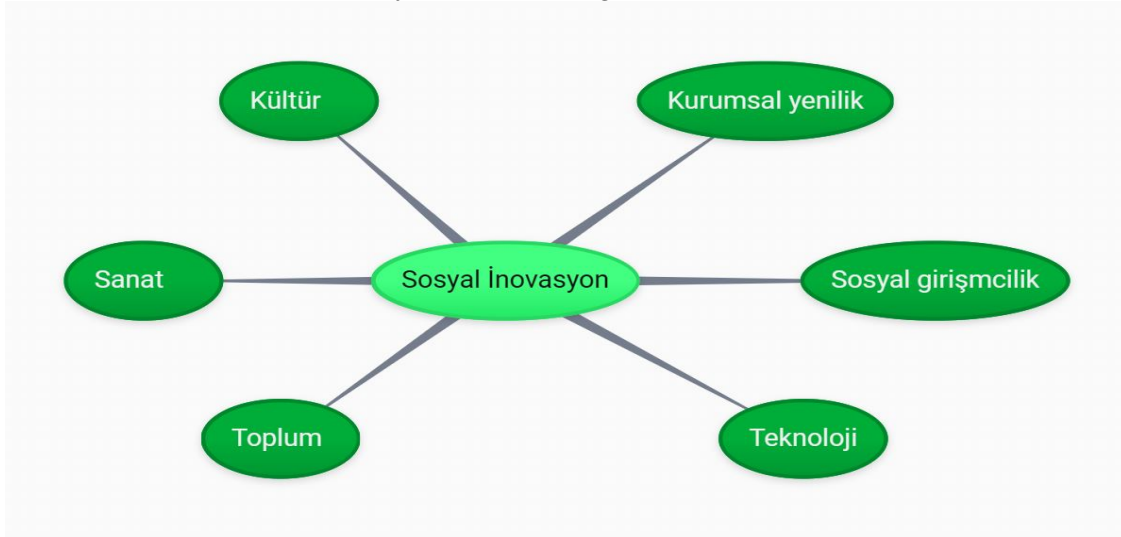 Kültür
Kurumsal yenilik
Sanat
Sosyal İnovasyon
Sosyal girişmcilik
Toplum
Teknoloji